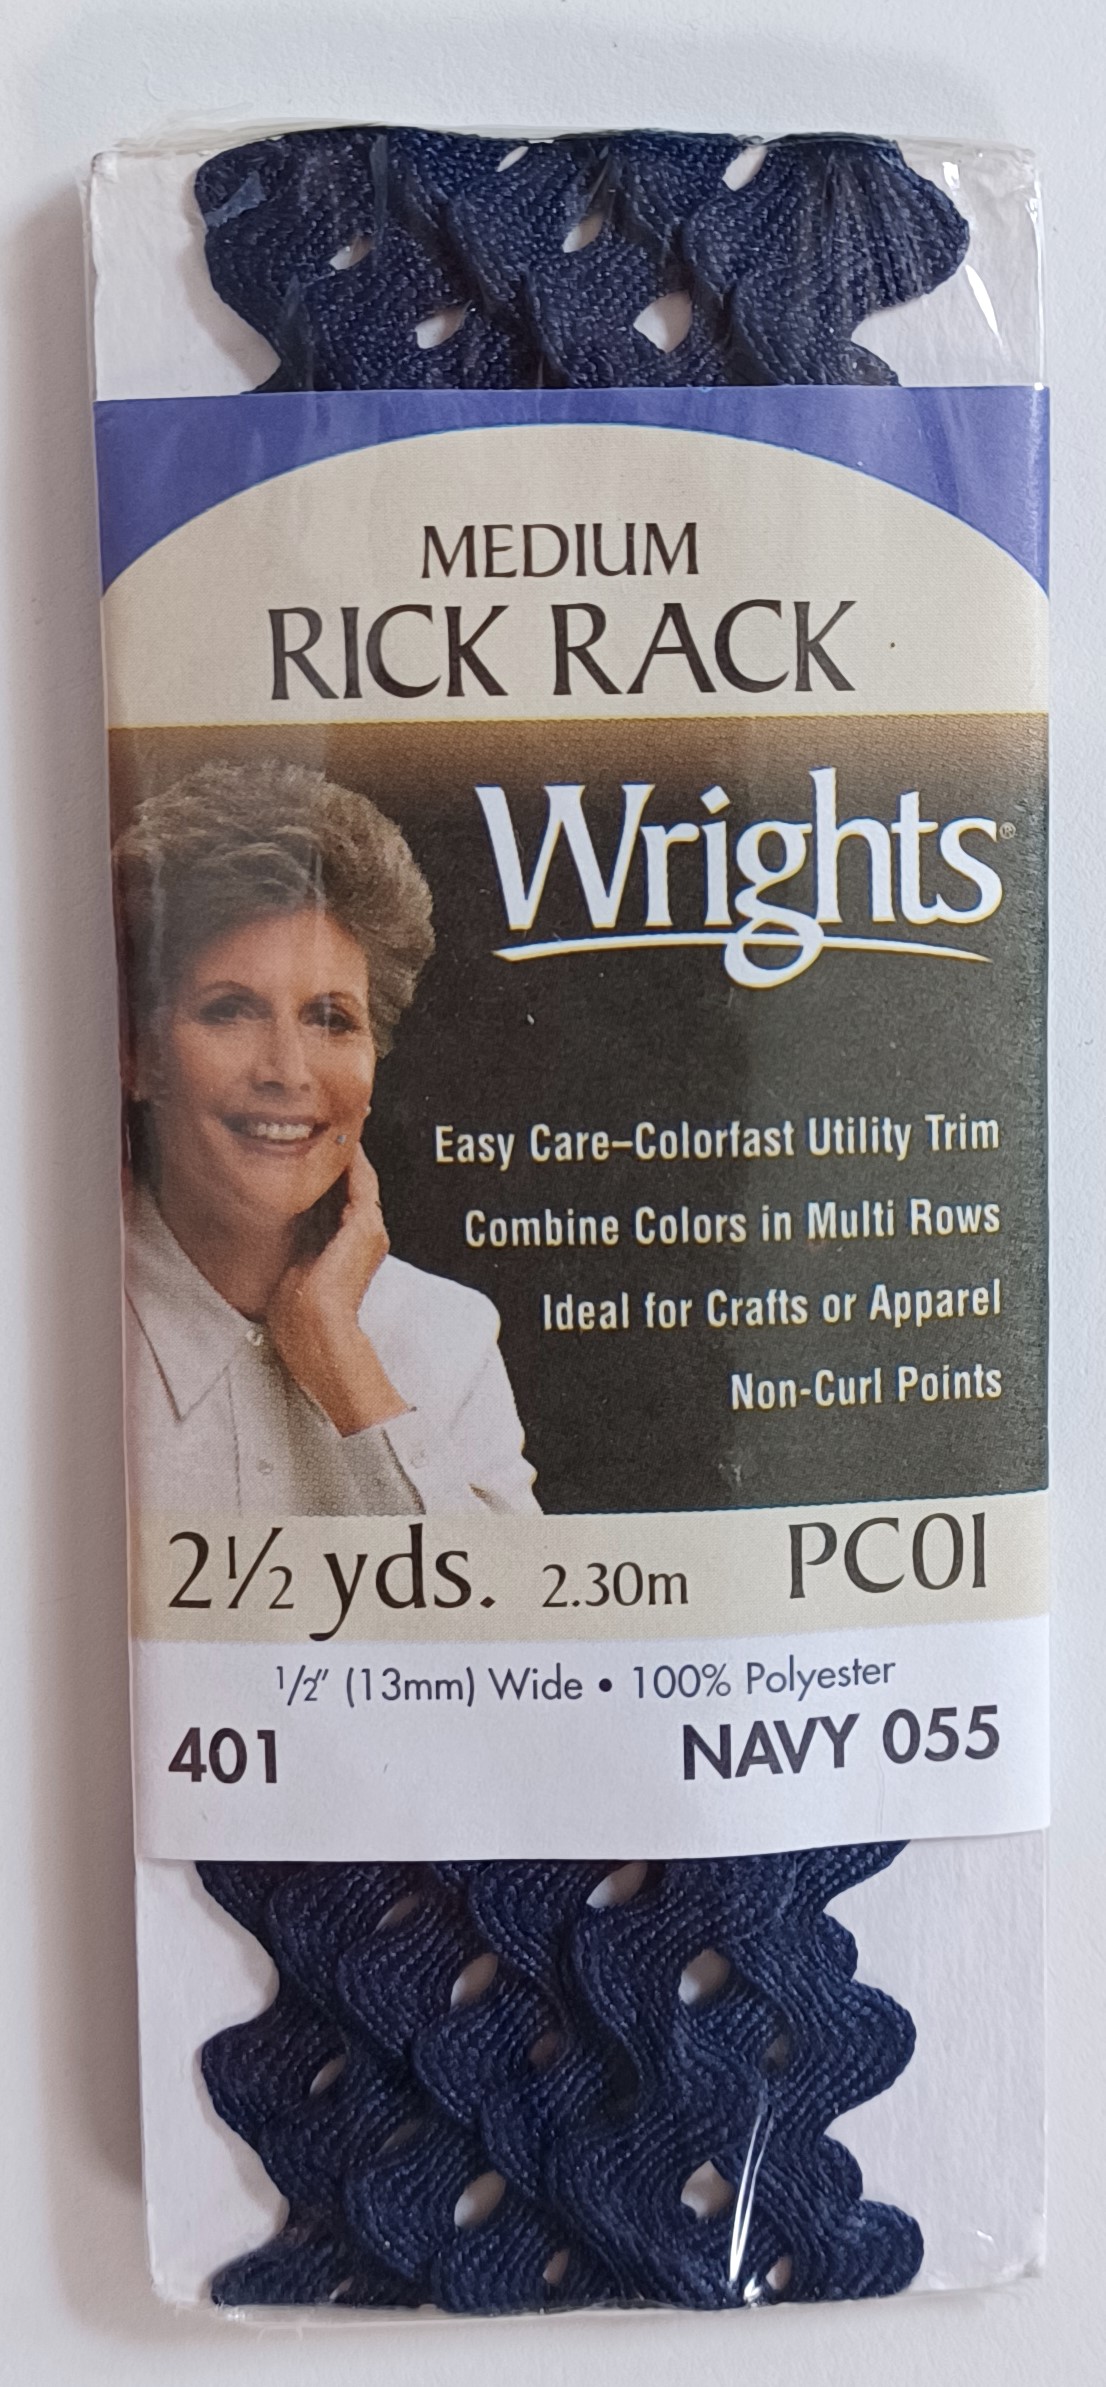 MEDIUM
RICK RACK
Wrights®
Easy Care–Colorfast Utility Trim
Combine Colors in Multi Rows
Ideal for Crafts or Apparel
Non-Curl Points
2½ yds. 2.30m PC01
½" (13mm) Wide • 100% Polyester
401 NAVY 055